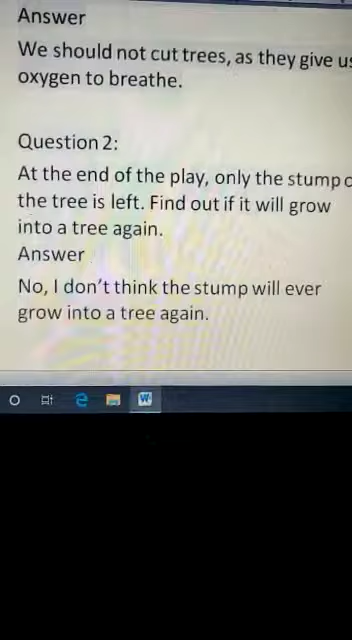 Answer
We should not cut trees, as they give us
oxygen to breathe.
Question 2:
At the end of the play, only the stump
the tree is left. Find out if it will grow
into a tree again.
Answer
No, I don't think the stump will ever
grow into a tree again.